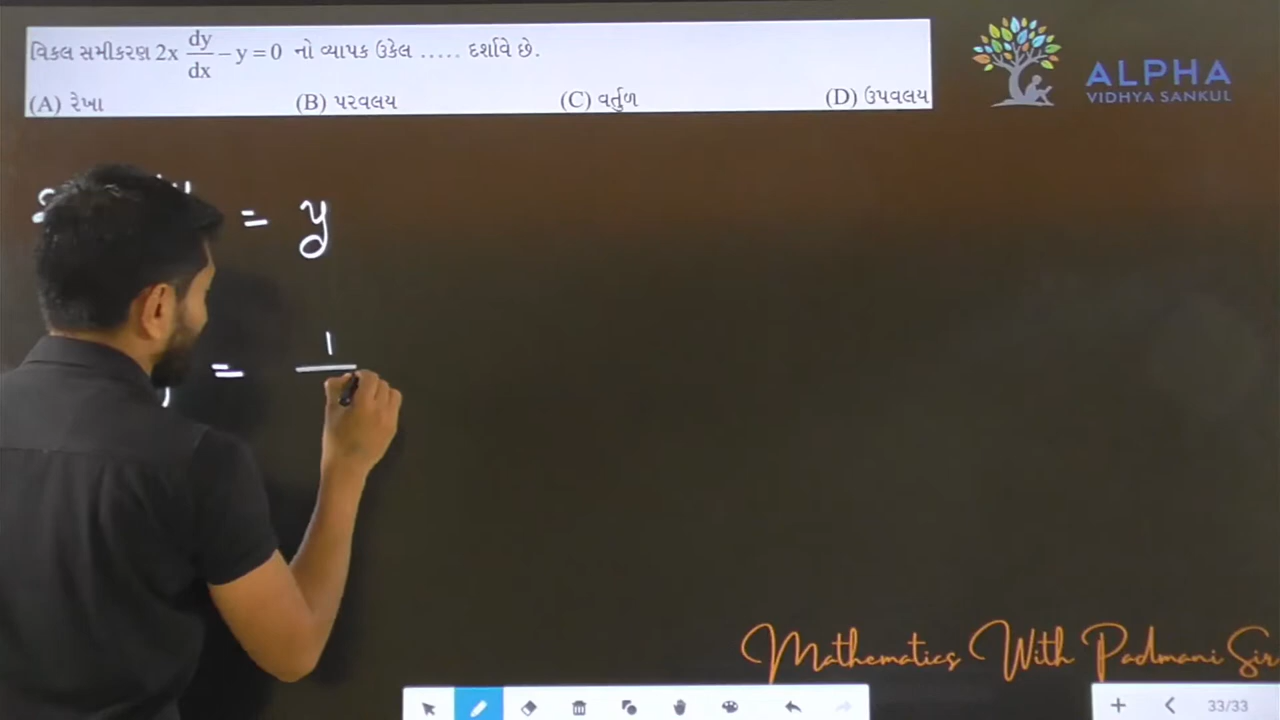 વિકલ સમીકરણ 2x dy/dx − y = 0 નો વ્યાપક ઉકેલ ..... દર્શાવે છે.
(A) રેખા (B) પરવલય (C) વર્તુળ (D) ઉપવલય
ALPHA
VIDHYA SANKUL
= y
= 1
Mathematics With Padmani Sir
33/33